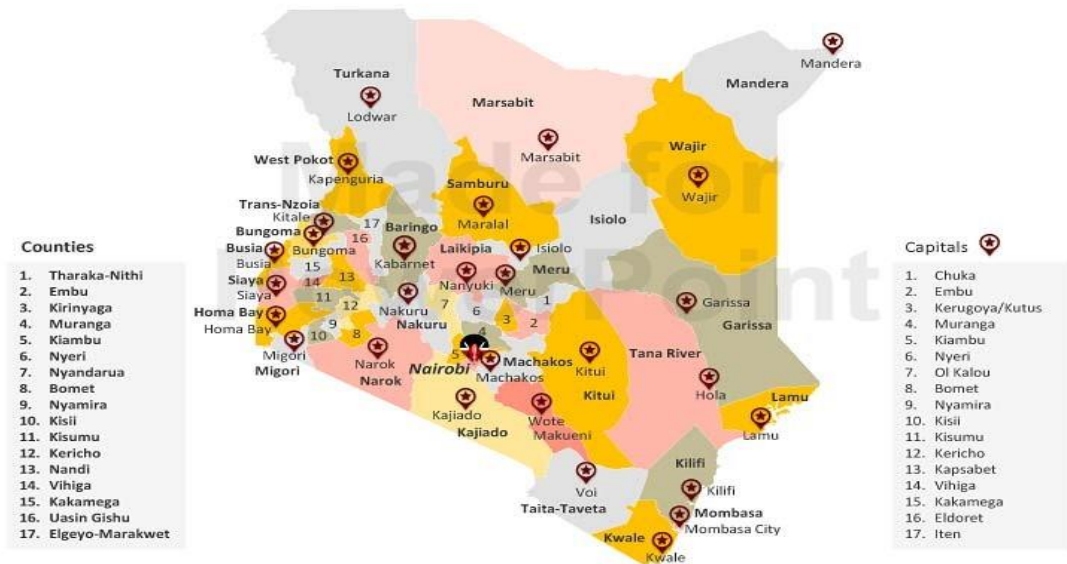 Mandera
Mandera
Turkana
Lodwar
Marsabit
Marsabit
Made for
West Pokot
Kapenguria
Wajir
Wajir
Samburu
Maralal
Trans-Nzoia
Kitale
17
Baringo
Isiolo
Bungoma
Bungoma
16
Laikipia
Isiolo
Counties
Busia
Busia
15
Kabarnet
Meru
Capitals
Point
Siaya
Siaya
14
13
Nanyuki
Meru
1
Garissa
Garissa
11
12
Nakuru
Nakuru
7
6
3
2
Homa Bay
Homa Bay
9
10
8
4
5
Migori
Migori
Narok
Narok
Nairobi
Machakos
Machakos
Kitui
Kitui
Tana River
Hola
Kajiado
Kajiado
Wote
Makueni
Lamu
Lamu
Voi
Taita-Taveta
Kilifi
Kilifi
Mombasa
Mombasa City
Kwale
Kwale
1. Tharaka-Nithi
2. Embu
3. Kirinyaga
4. Muranga
5. Kiambu
6. Nyeri
7. Nyandarua
8. Bomet
9. Nyamira
10. Kisii
11. Kisumu
12. Kericho
13. Nandi
14. Vihiga
15. Kakamega
16. Uasin Gishu
17. Elgeyo-Marakwet
1. Chuka
2. Embu
3. Kerugoya/Kutus
4. Muranga
5. Kiambu
6. Nyeri
7. Ol Kalou
8. Bomet
9. Nyamira
10. Kisii
11. Kisumu
12. Kericho
13. Kapsabet
14. Vihiga
15. Kakamega
16. Eldoret
17. Iten